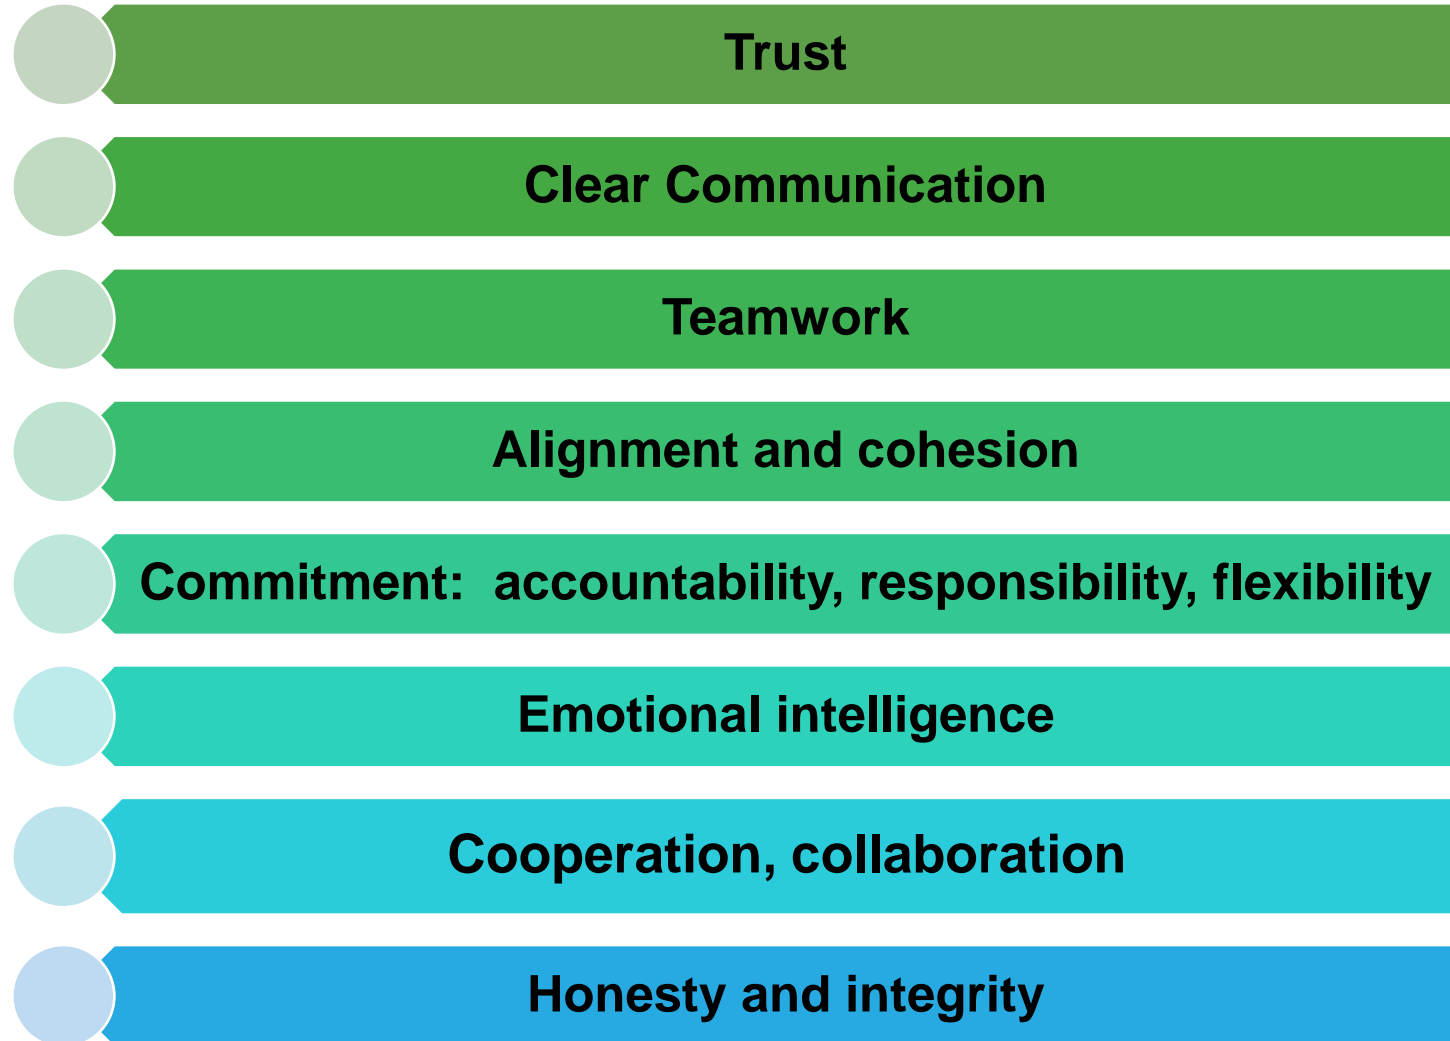 Trust
Clear Communication
Teamwork
Alignment and cohesion
Commitment:  accountability, responsibility, flexibility
Emotional intelligence
Cooperation, collaboration
Honesty and integrity